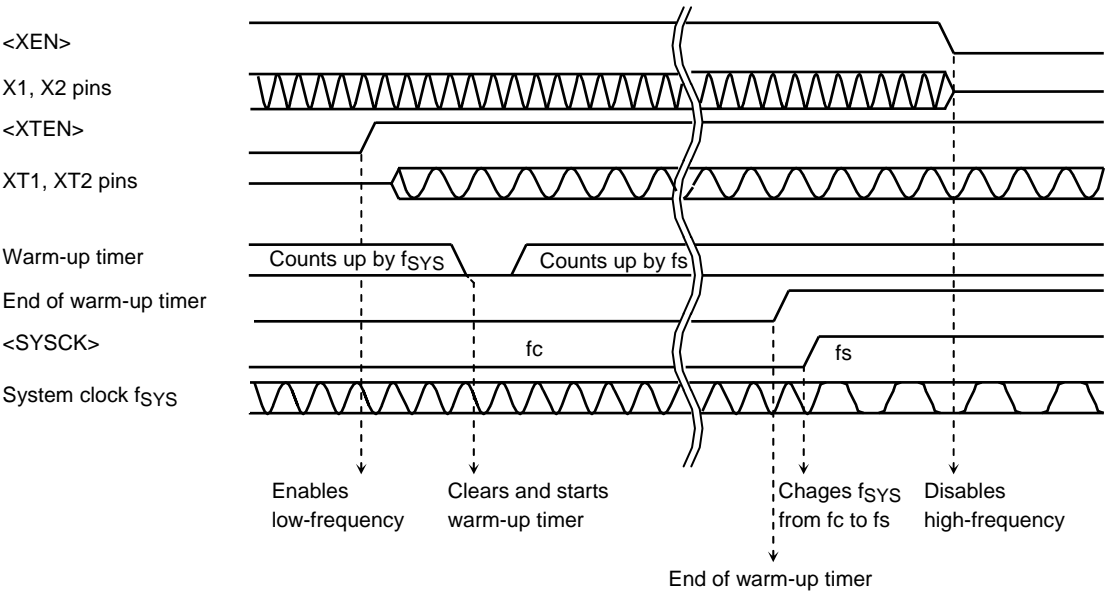 <XEN>
X1, X2 pins
<XTEN>
XT1, XT2 pins
Warm-up timer
Counts up by fSYS
Counts up by fs
End of warm-up timer
<SYSCK>
fc
fs
System clock fSYS
Enables
low-frequency
Clears and starts
warm-up timer
Chages fSYS
from fc to fs
Disables
high-frequency
End of warm-up timer